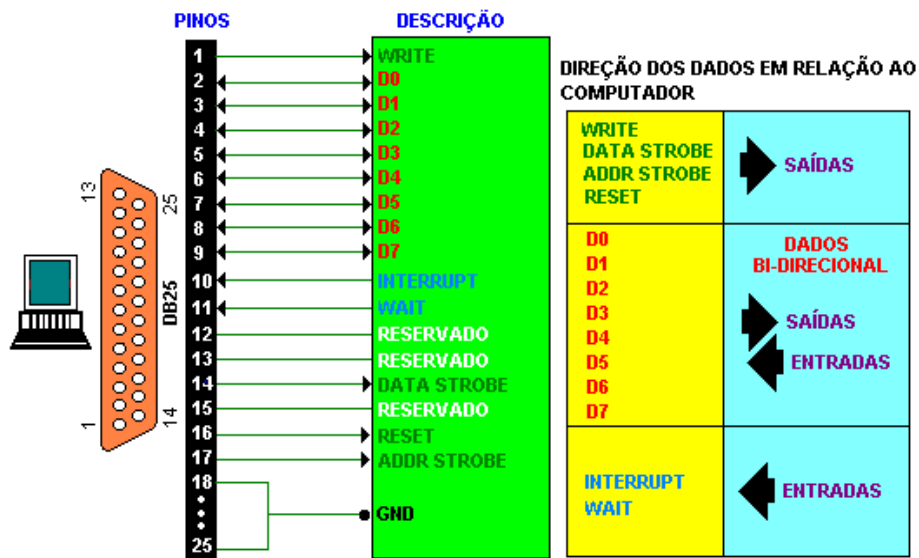 PINOS DESCRIÇÃO
1 WRITE
2 D0
3 D1
4 D2
5 D3
6 D4
7 D5
8 D6
9 D7
10 INTERRUPT
11 WAIT
12 RESERVADO
13 RESERVADO
14 DATA STROBE
15 RESERVADO
16 RESET
17 ADDR STROBE
18
GND
25
13
25
DB25
1
14
DIREÇÃO DOS DADOS EM RELAÇÃO AO
COMPUTADOR
WRITE
DATA STROBE
ADDR STROBE
RESET
SAÍDAS
D0
D1
D2
D3
D4
D5
D6
D7
DADOS
BI-DIRECIONAL
SAÍDAS
ENTRADAS
INTERRUPT
WAIT
ENTRADAS